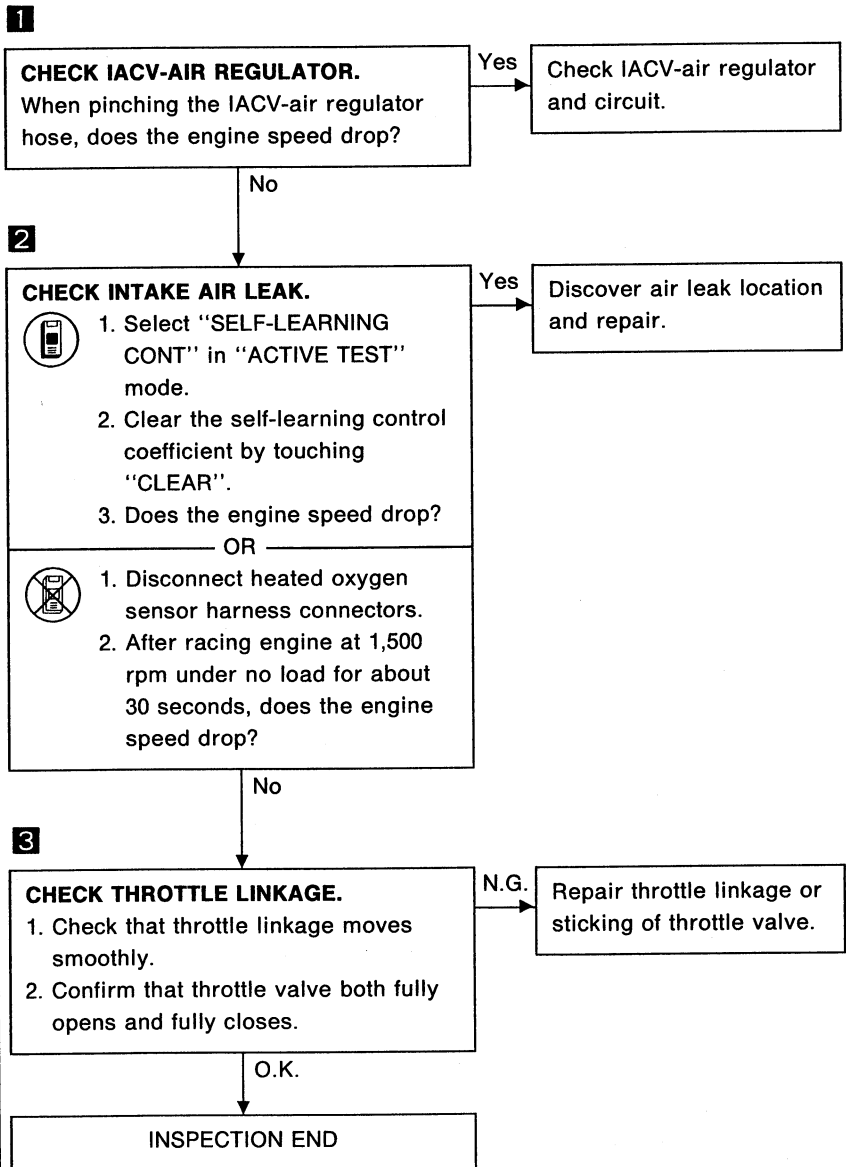 1
CHECK IACV-AIR REGULATOR.
When pinching the IACV-air regulator
hose, does the engine speed drop?
Yes
Check IACV-air regulator
and circuit.
No
2
CHECK INTAKE AIR LEAK.
1. Select "SELF-LEARNING
CONT" in "ACTIVE TEST"
mode.
2. Clear the self-learning control
coefficient by touching
"CLEAR".
3. Does the engine speed drop?
OR
1. Disconnect heated oxygen
sensor harness connectors.
2. After racing engine at 1,500
rpm under no load for about
30 seconds, does the engine
speed drop?
Yes
Discover air leak location
and repair.
No
3
CHECK THROTTLE LINKAGE.
1. Check that throttle linkage moves
smoothly.
2. Confirm that throttle valve both fully
opens and fully closes.
N.G.
Repair throttle linkage or
sticking of throttle valve.
O.K.
INSPECTION END